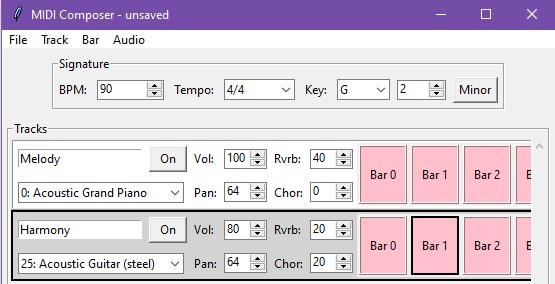 MIDI Composer - unsaved
File Track Bar Audio
Signature
BPM: 90 Tempo: 4/4 Key: G 2 Minor
Tracks
Melody On Vol: 100 Rvrb: 40
0: Acoustic Grand Piano Pan: 64 Chor: 0
Bar 0 Bar 1 Bar 2 B
Harmony On Vol: 80 Rvrb: 20
25: Acoustic Guitar (steel) Pan: 64 Chor: 20
Bar 0 Bar 1 Bar 2 B